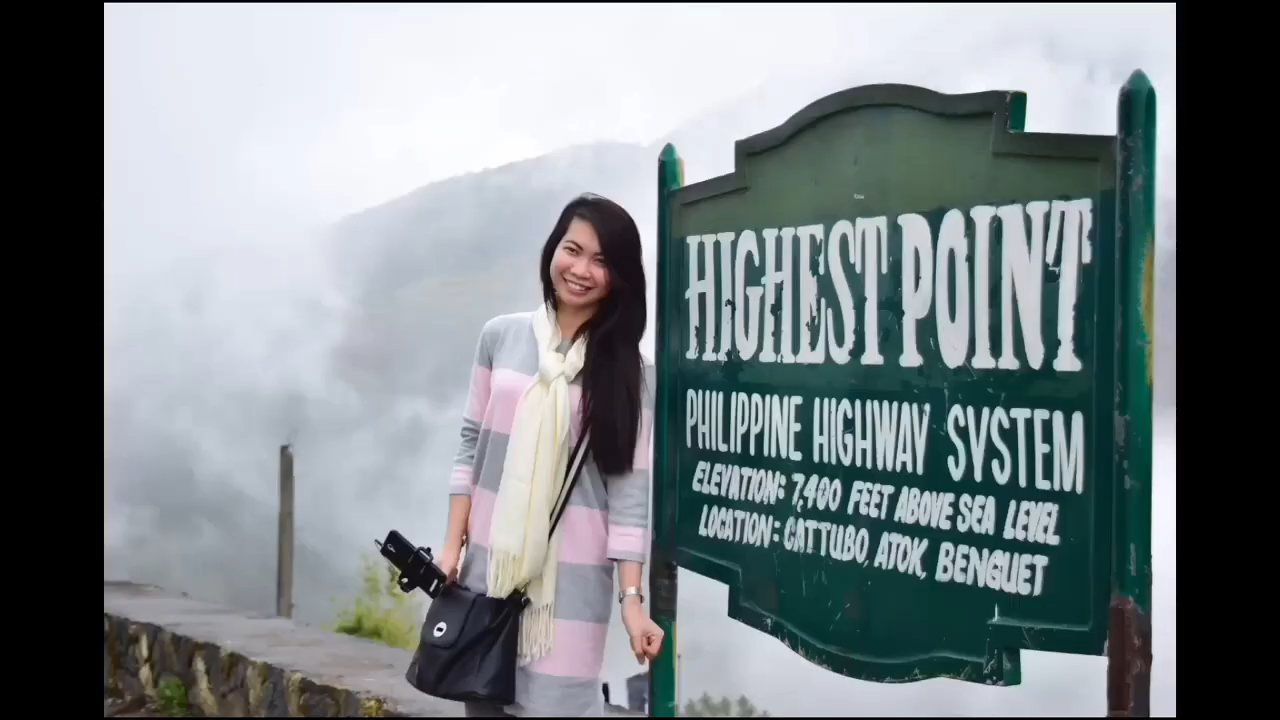 HIGHEST POINT
PHILIPPINE HIGHWAY SYSTEM
ELEVATION: 7,400 FEET ABOVE SEA LEVEL
LOCATION: CATTUBO, ATOK, BENGUET